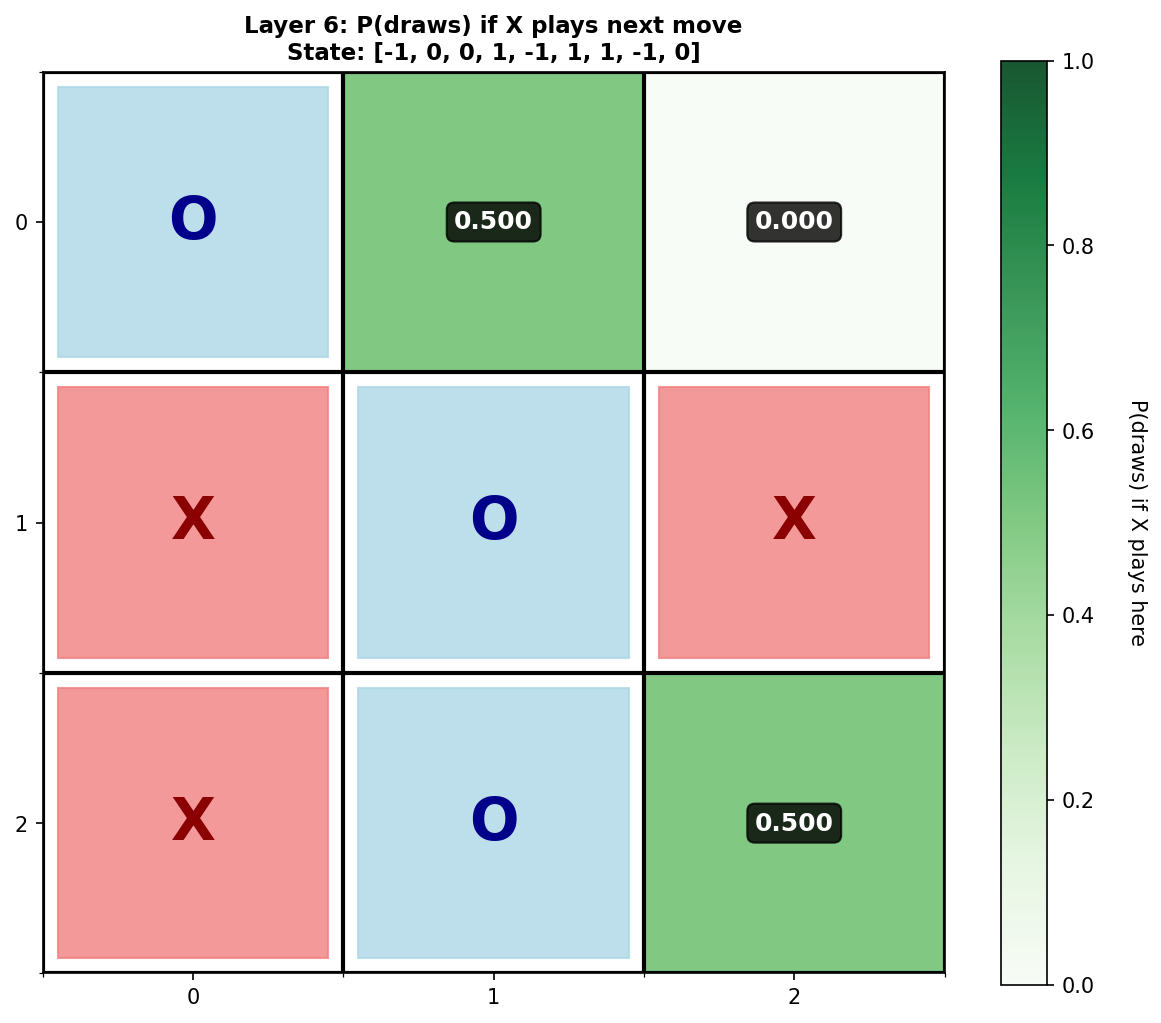 Layer 6: P(draws) if X plays next move
State: [-1, 0, 0, 1, -1, 1, 1, -1, 0]
0 O 0.500 0.000
1 X O X
2 X O 0.500
0 1 2
1.0
0.8
0.6
0.4
0.2
0.0
P(draws) if X plays here